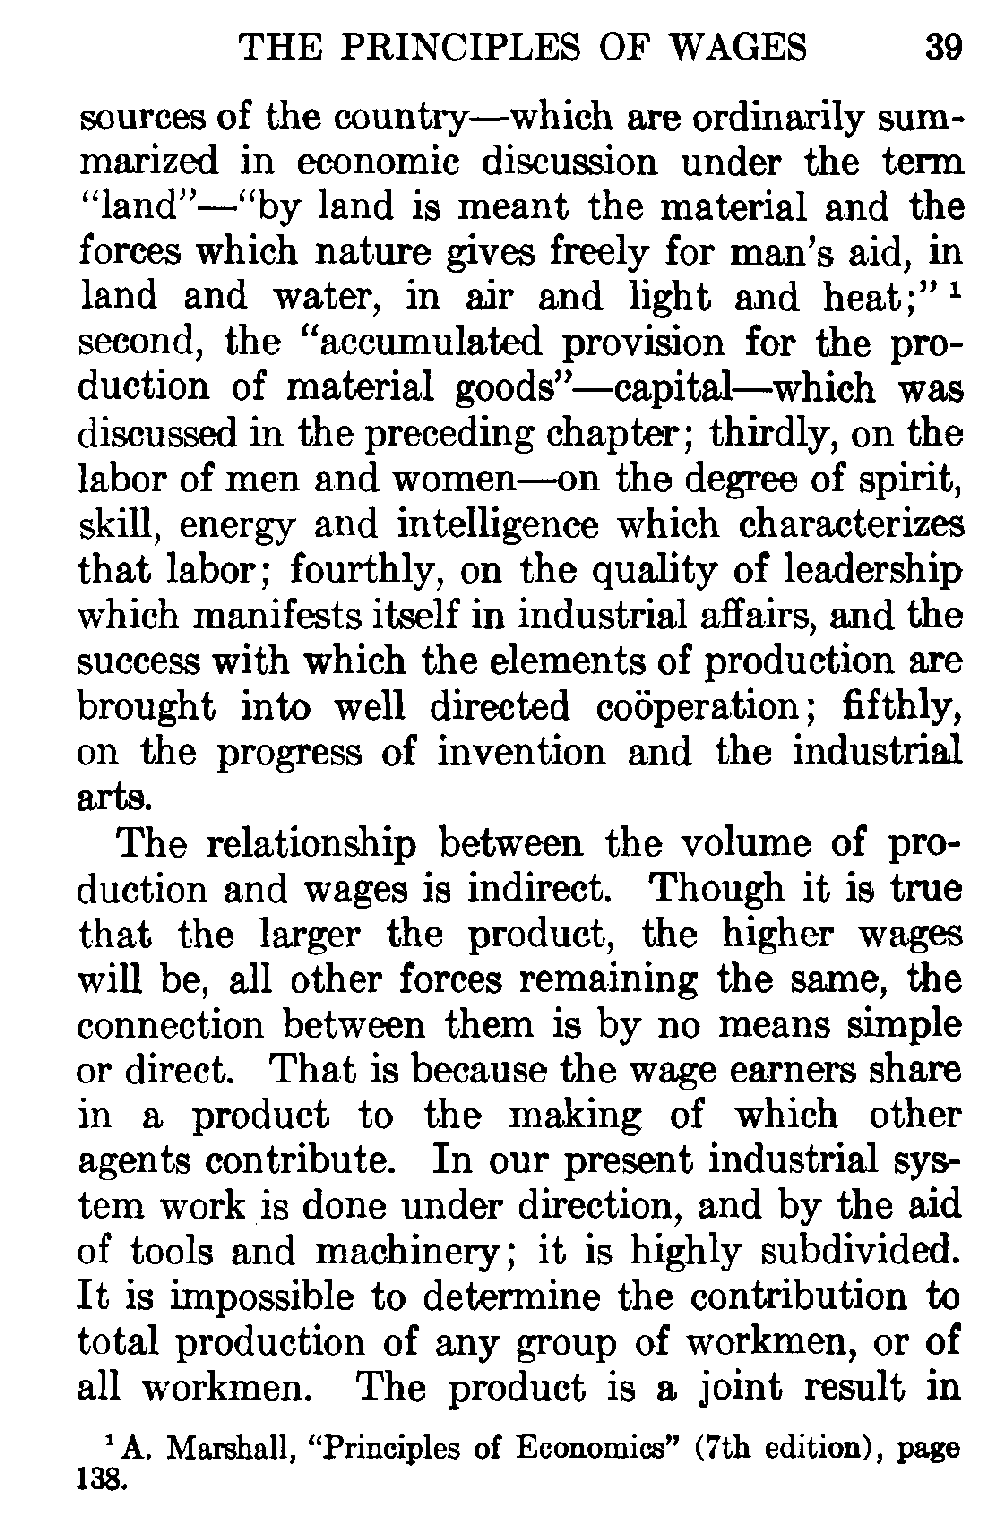 THE PRINCIPLES OF WAGES 39
sources of the country—which are ordinarily sum-
marized in economic discussion under the term
“land”—“by land is meant the material and the
forces which nature gives freely for man’s aid, in
land and water, in air and light and heat;” ¹
second, the “accumulated provision for the pro-
duction of material goods”—capital—which was
discussed in the preceding chapter; thirdly, on the
labor of men and women—on the degree of spirit,
skill, energy and intelligence which characterizes
that labor; fourthly, on the quality of leadership
which manifests itself in industrial affairs, and the
success with which the elements of production are
brought into well directed coöperation; fifthly,
on the progress of invention and the industrial
arts.
The relationship between the volume of pro-
duction and wages is indirect. Though it is true
that the larger the product, the higher wages
will be, all other forces remaining the same, the
connection between them is by no means simple
or direct. That is because the wage earners share
in a product to the making of which other
agents contribute. In our present industrial sys-
tem work is done under direction, and by the aid
of tools and machinery; it is highly subdivided.
It is impossible to determine the contribution to
total production of any group of workmen, or of
all workmen. The product is a joint result in
¹ A. Marshall, “Principles of Economics” (7th edition), page
138.